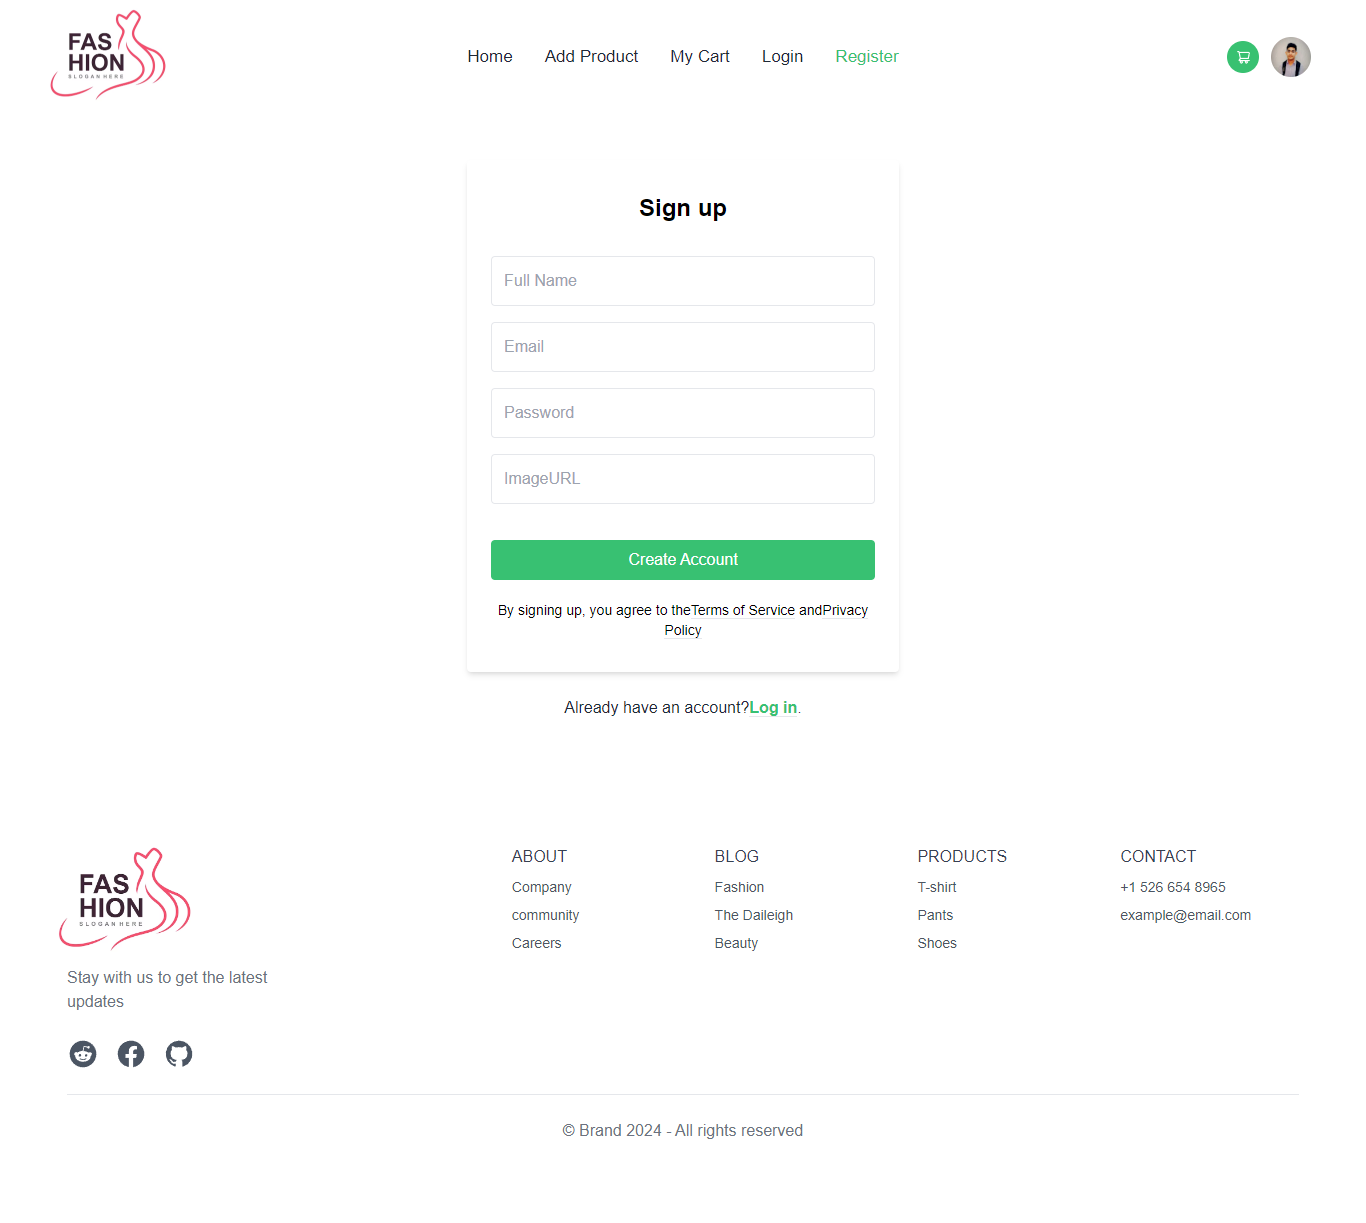 FAS
HION
SLOGAN HERE
Home Add Product My Cart Login Register
Sign up
Full Name
Email
Password
ImageURL
Create Account
By signing up, you agree to theTerms of Service andPrivacy
Policy
Already have an account?Log in.
FAS
HION
SLOGAN HERE
Stay with us to get the latest
updates
ABOUT
Company
community
Careers
BLOG
Fashion
The Daileigh
Beauty
PRODUCTS
T-shirt
Pants
Shoes
CONTACT
+1 526 654 8965
example@email.com
© Brand 2024 - All rights reserved